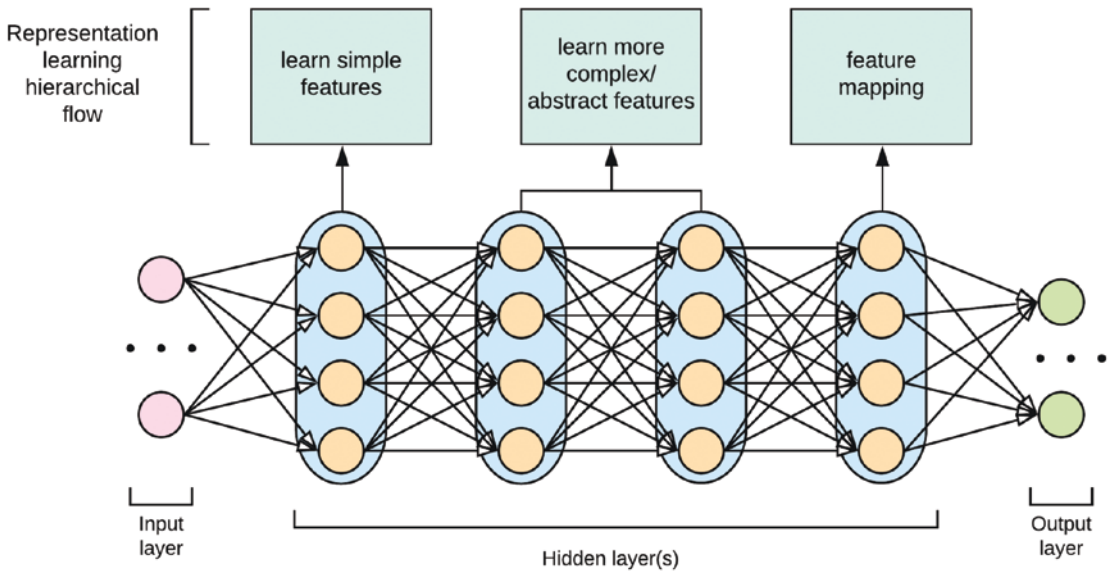 Representation
learning
hierarchical
flow
learn simple
features
learn more
complex/
abstract features
feature
mapping
Input
layer
Hidden layer(s)
Output
layer